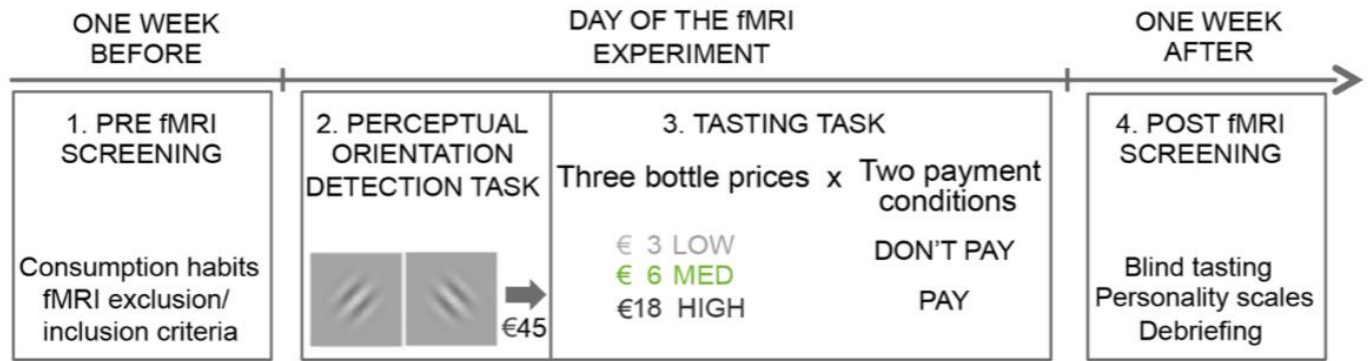 ONE WEEK
BEFORE
DAY OF THE fMRI
EXPERIMENT
ONE WEEK
AFTER
1. PRE fMRI
SCREENING
Consumption habits
fMRI exclusion/
inclusion criteria
2. PERCEPTUAL
ORIENTATION
DETECTION TASK
€45
3. TASTING TASK
Three bottle prices x Two payment
conditions
€ 3 LOW
€ 6 MED
€18 HIGH
DON'T PAY
PAY
4. POST fMRI
SCREENING
Blind tasting
Personality scales
Debriefing